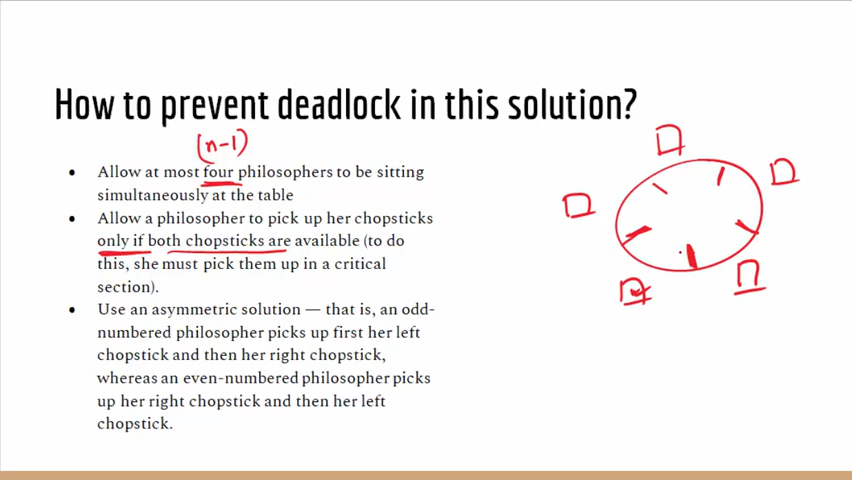 How to prevent deadlock in this solution?
(n-1)
• Allow at most four philosophers to be sitting
simultaneously at the table
• Allow a philosopher to pick up her chopsticks
only if both chopsticks are available (to do
this, she must pick them up in a critical
section).
• Use an asymmetric solution — that is, an odd-
numbered philosopher picks up first her left
chopstick and then her right chopstick,
whereas an even-numbered philosopher picks
up her right chopstick and then her left
chopstick.